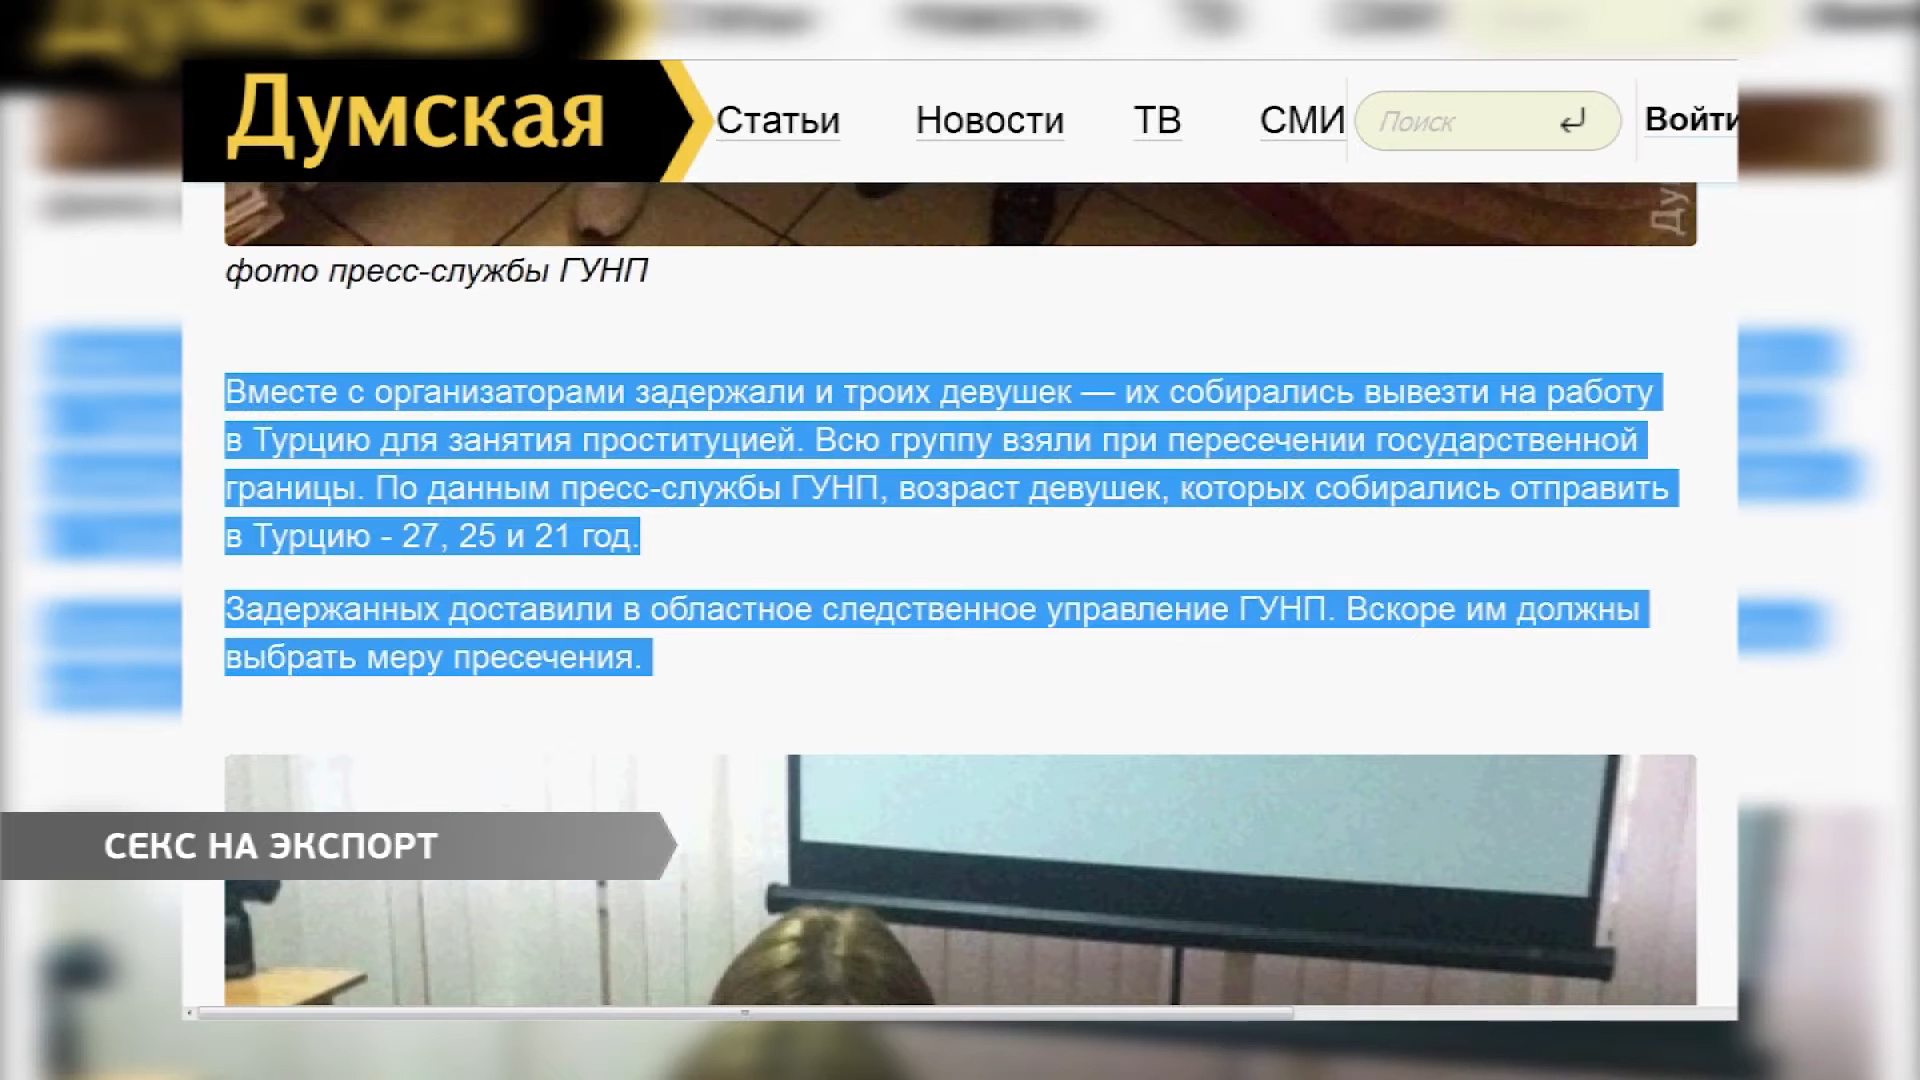 Думская
Статьи
Новости
ТВ
СМИ
Поиск
Войти
Ду
фото пресс-службы ГУНП
Вместе с организаторами задержали и троих девушек — их собирались вывезти на работу
в Турцию для занятия проституцией. Всю группу взяли при пересечении государственной
границы. По данным пресс-службы ГУНП, возраст девушек, которых собирались отправить
в Турцию - 27, 25 и 21 год.
Задержанных доставили в областное следственное управление ГУНП. Вскоре им должны
выбрать меру пресечения.
СЕКС НА ЭКСПОРТ